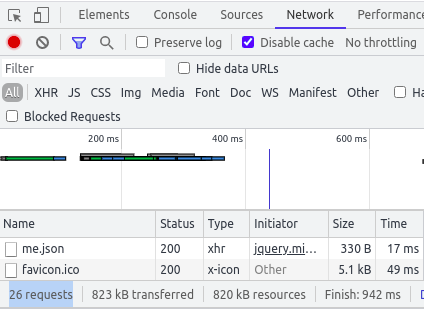 Elements Console Sources Network Performance
Preserve log Disable cache No throttling
Filter Hide data URLs
All XHR JS CSS Img Media Font Doc WS Manifest Other Ha
Blocked Requests
200 ms 400 ms 600 ms
Name Status Type Initiator Size Time
me.json 200 xhr jquery.mi... 330 B 17 ms
favicon.ico 200 x-icon Other 5.1 kB 49 ms
26 requests 823 kB transferred 820 kB resources Finish: 942 ms